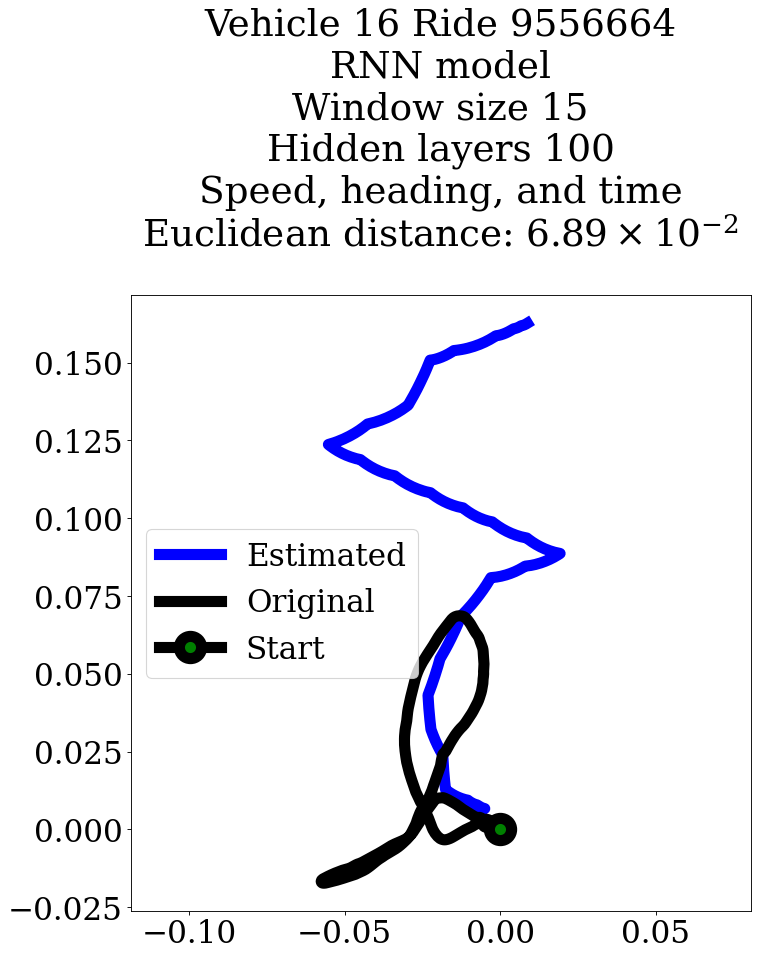 Vehicle 16 Ride 9556664
RNN model
Window size 15
Hidden layers 100
Speed, heading, and time
Euclidean distance: 6.89 × 10⁻²
0.150
0.125
0.100
0.075
0.050
0.025
0.000
−0.025
Estimated
Original
Start
−0.10
−0.05
0.00
0.05